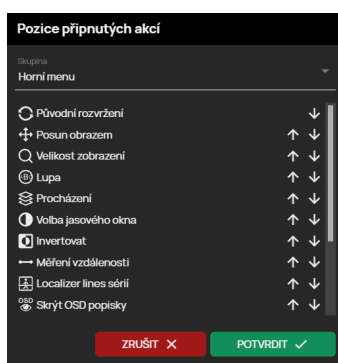 Pozice připnutých akcí
Skupina
Horní menu
Původní rozvržení
Posun obrazem
Velikost zobrazení
Lupa
Procházení
Volba jasového okna
Invertovat
Měření vzdálenosti
Localizer lines sérií
OSD Skrýt OSD popisky
ZRUŠIT
POTVRDIT